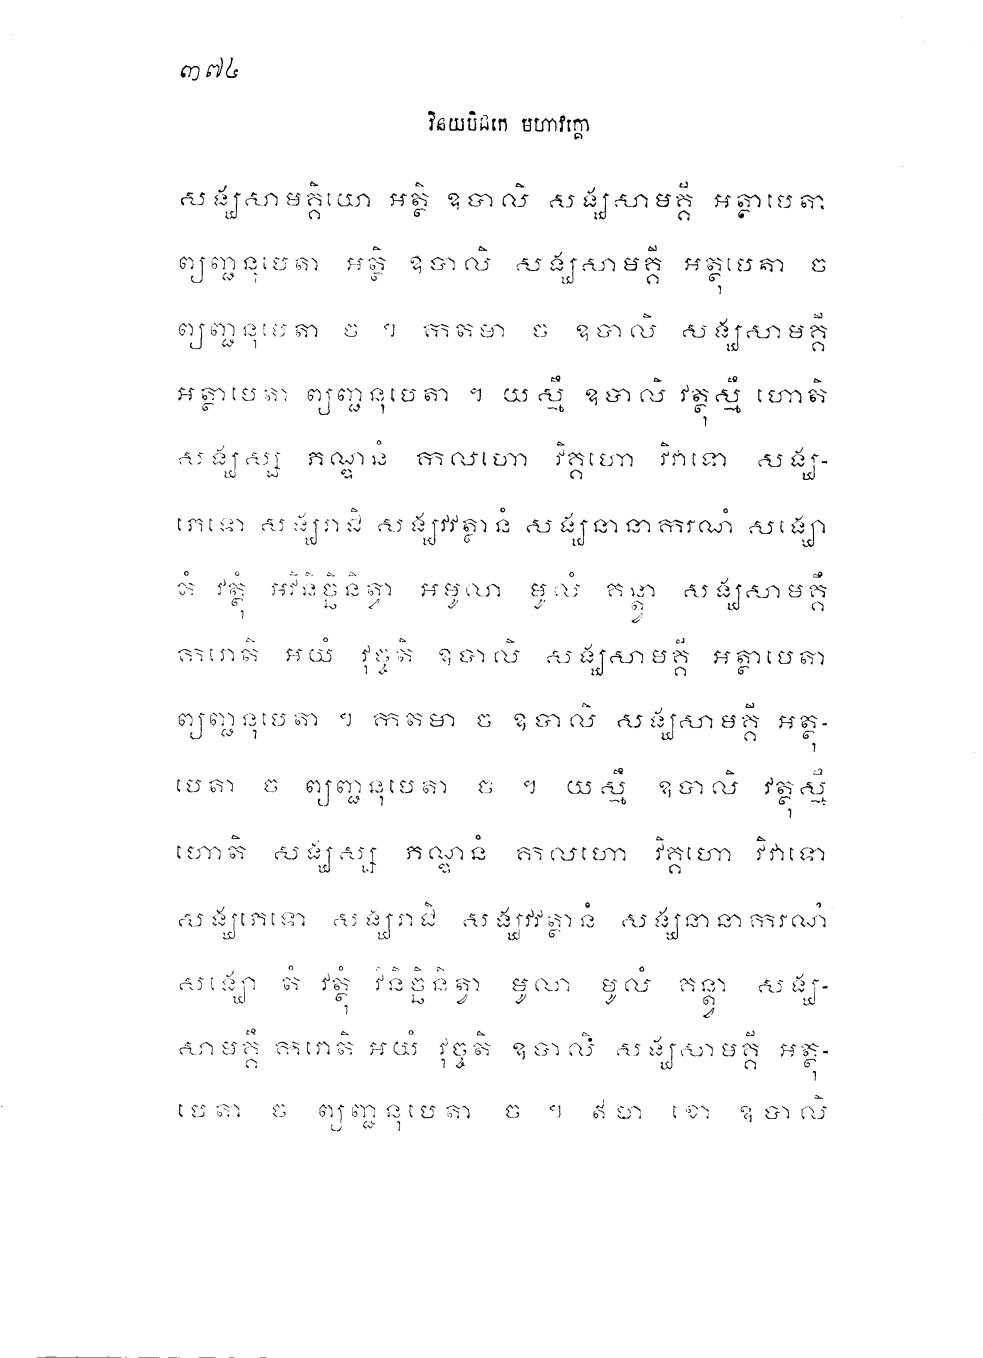 ៣៧៤
វិនយបិដកេ មហាវគ្គោ
សង្ឃសាមគ្គិយោ អត្ថិ ឧបាលិ សង្ឃសាមគ្គី អត្ថាបេតា
ព្យញ្ជនុបេតា អត្ថិ ឧបាលិ សង្ឃសាមគ្គី អត្ថុបេតា ច
ព្យញ្ជនុបេតា ច ។ កាតមា ច ឧបាលិ សង្ឃសាមគ្គី
អត្ថាបេតា ព្យញ្ជនុបេតា ។ យស្មឹ ឧបាលិ វត្ថុស្មឹ ហោតិ
សង្ឃស្ស ភណ្ឌនំ កាលហោ វិគ្គហោ វិវាទោ សង្ឃ-
ភេទោ សង្ឃរាជិ សង្ឃវវត្ថានំ សង្ឃនានាការណំ សង្ឃោ
តំ វត្ថុំ អវិនិច្ឆិនិត្វា អមូលា មូលំ គន្ត្វា សង្ឃសាមគ្គឹ
ការោតិ អយំ វុច្ចតិ ឧបាលិ សង្ឃសាមគ្គី អត្ថាបេតា
ព្យញ្ជនុបេតា ។ កាតមា ច ឧបាលិ សង្ឃសាមគ្គី អត្ថុ-
បេតា ច ព្យញ្ជនុបេតា ច ។ យស្មឹ ឧបាលិ វត្ថុស្មឹ
ហោតិ សង្ឃស្ស ភណ្ឌនំ កាលហោ វិគ្គហោ វិវាទោ
សង្ឃភេទោ សង្ឃរាជិ សង្ឃវវត្ថានំ សង្ឃនានាការណំ
សង្ឃោ តំ វត្ថុំ វិនិច្ឆិនិត្វា មូលា មូលំ គន្ត្វា សង្ឃ-
សាមគ្គឹ ការោតិ អយំ វុច្ចតិ ឧបាលិ សង្ឃសាមគ្គី អត្ថុ-
បេតា ច ព្យញ្ជនុបេតា ច ។ ឥមា ខោ ឧបាលិ